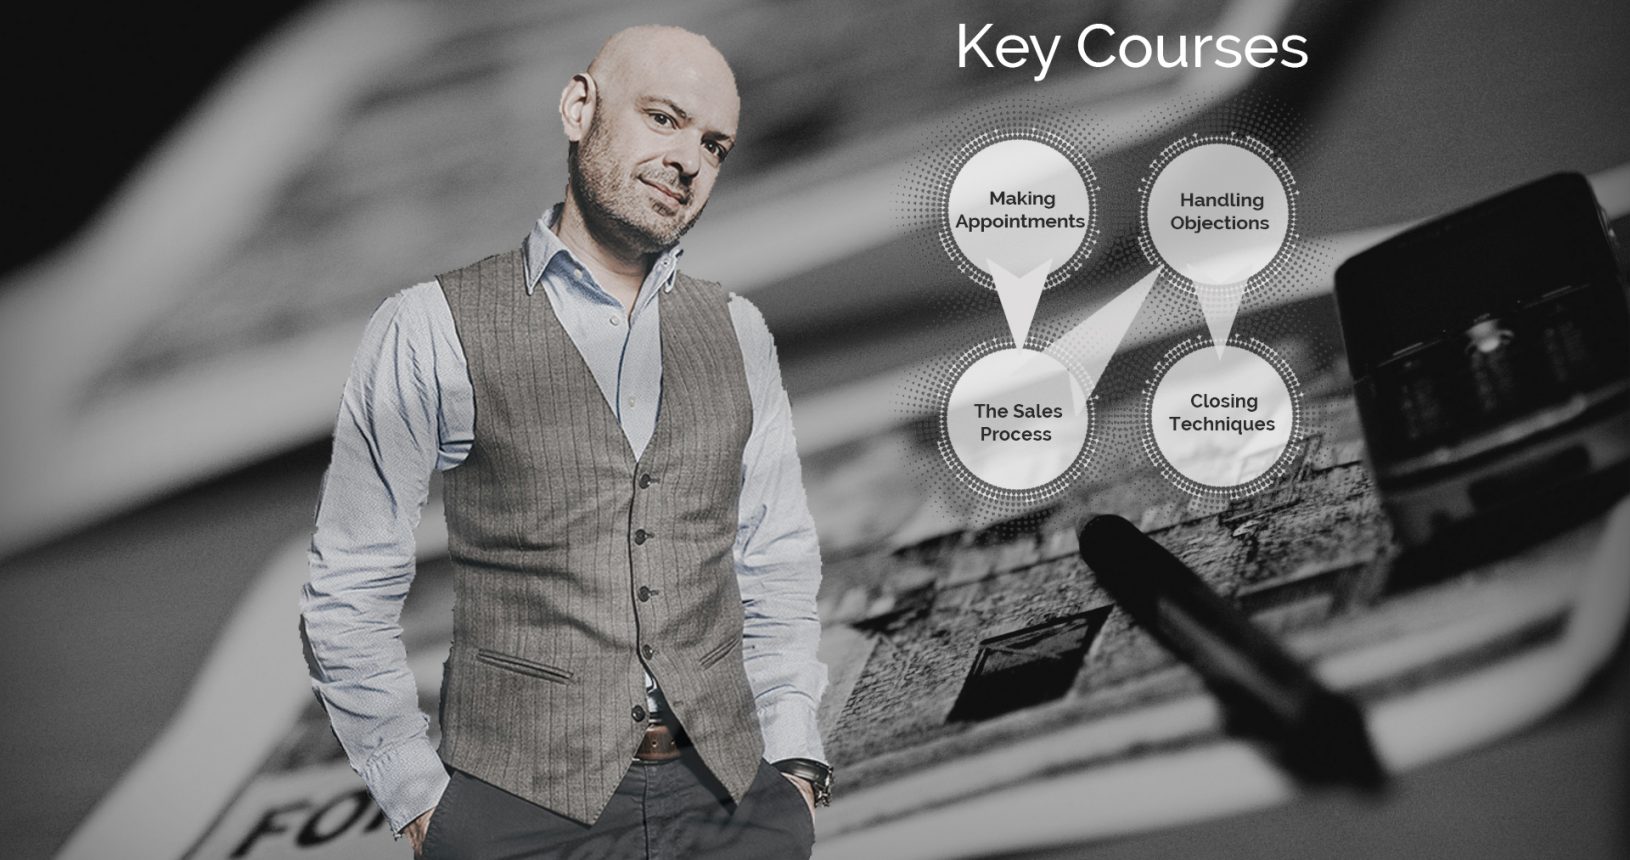 Key Courses
Making
Appointments
Handling
Objections
The Sales
Process
Closing
Techniques